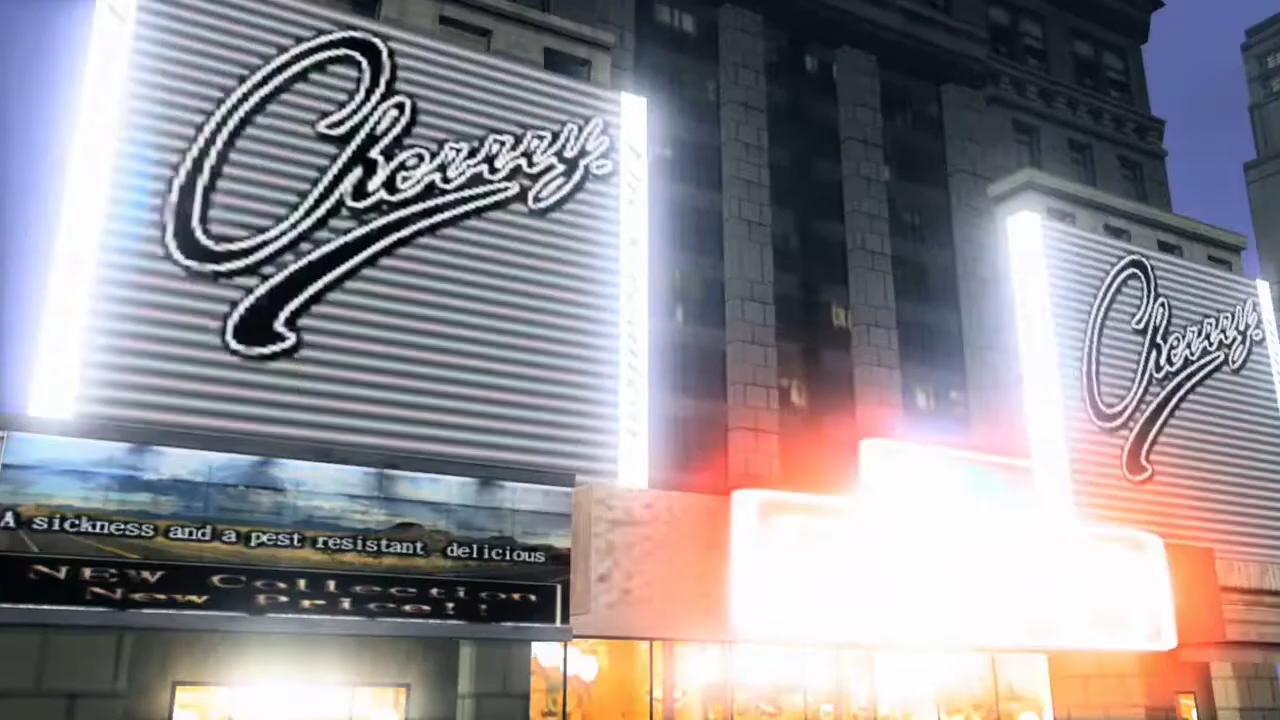 Cherry.
Cherry.
A sickness and a pest resistant delicious
NEW Collection
New Price!!